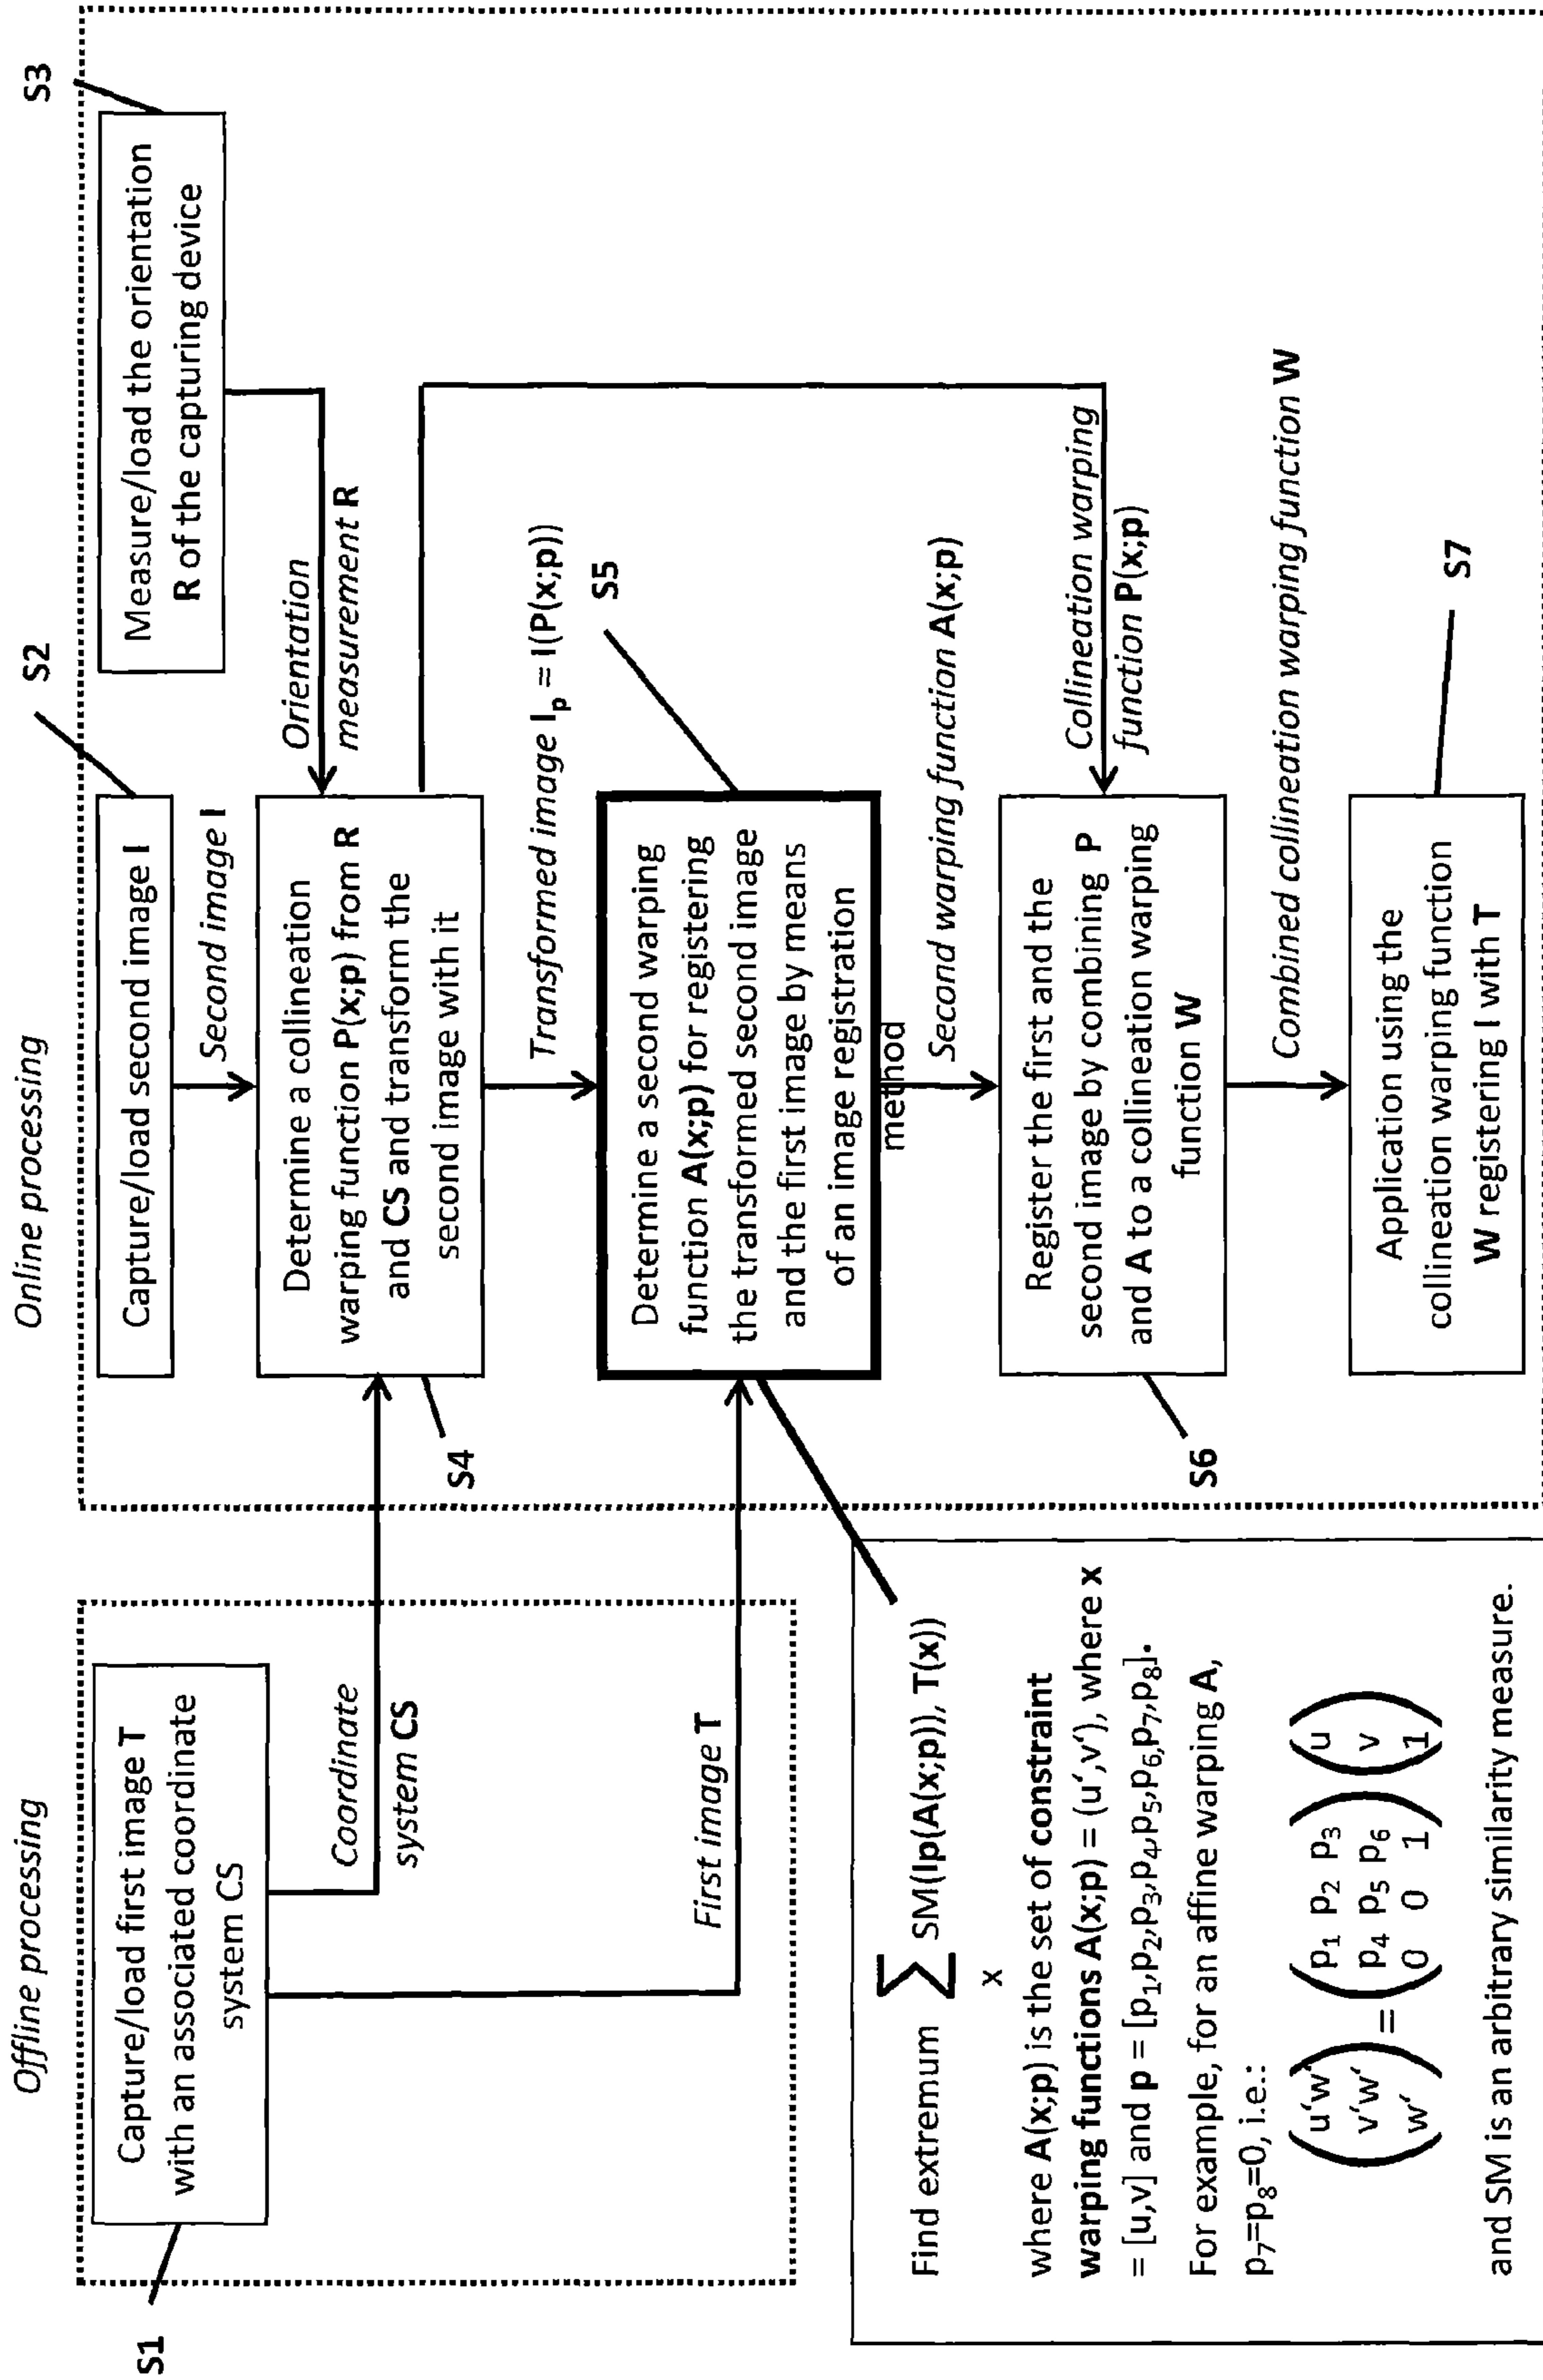 Offline processing
S1
Capture/load first image T
with an associated coordinate
system CS
Coordinate
system CS
First image T
Find extremum ∑ SM(Ip(A(x;p)), T(x))
x
where A(x;p) is the set of constraint
warping functions A(x;p) = (u‘,v‘), where x
= [u,v] and p = [p₁,p₂,p₃,p₄,p₅,p₆,p₇,p₈].
For example, for an affine warping A,
p₇=p₈=0, i.e.:
(u‘w‘) (p₁ p₂ p₃) (u)
(v‘w‘) = (p₄ p₅ p₆) (v)
(w‘) (0 0 1) (1)
and SM is an arbitrary similarity measure.
Online processing
S2
Capture/load second image I
Second image I
S3
Measure/load the orientation
R of the capturing device
Orientation
measurement R
S4
Determine a collineation
warping function P(x;p) from R
and CS and transform the
second image with it
Transformed image Iₚ = I(P(x;p))
S5
Determine a second warping
function A(x;p) for registering
the transformed second image
and the first image by means
of an image registration
method
Second warping function A(x;p)
Collineation warping
function P(x;p)
S6
Register the first and the
second image by combining P
and A to a collineation warping
function W
Combined collineation warping function W
S7
Application using the
collineation warping function
W registering I with T